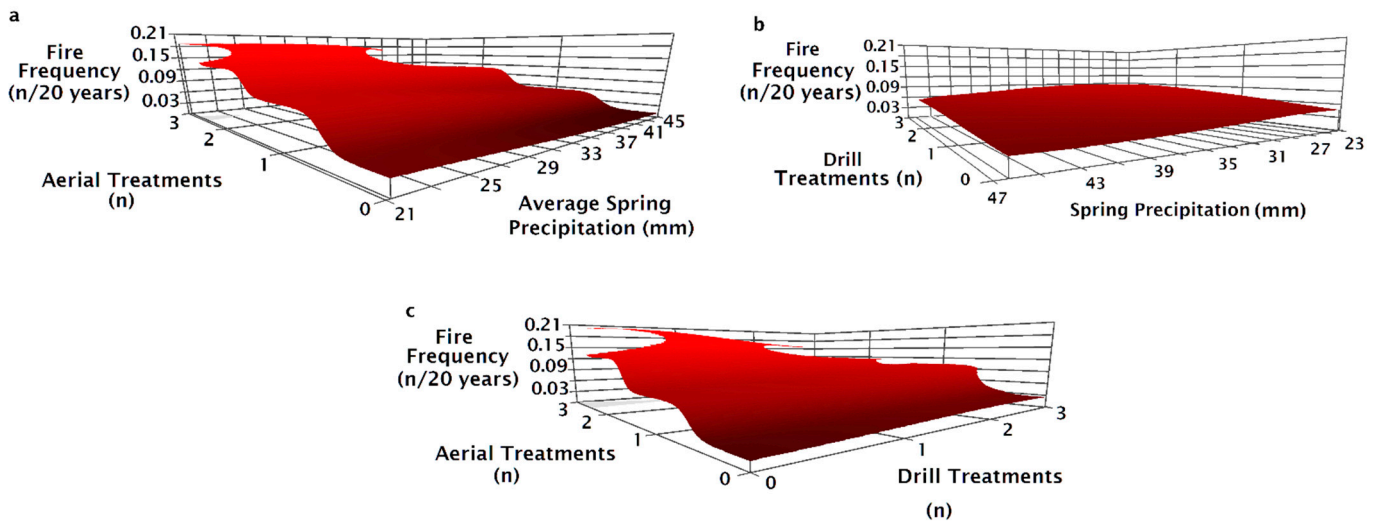 a
Fire
Frequency
(n/20 years)
0.21
0.15
0.09
0.03
3
2
1
0
Aerial Treatments
(n)
21
25
29
33
37
41
45
Average Spring
Precipitation (mm)
b
Fire
Frequency
(n/20 years)
0.21
0.15
0.09
0.03
3
2
1
0
Drill
Treatments (n)
47
43
39
35
31
27
23
Spring Precipitation (mm)
c
Fire
Frequency
(n/20 years)
0.21
0.15
0.09
0.03
3
2
1
0
Aerial Treatments
(n)
0
1
2
3
Drill Treatments
(n)